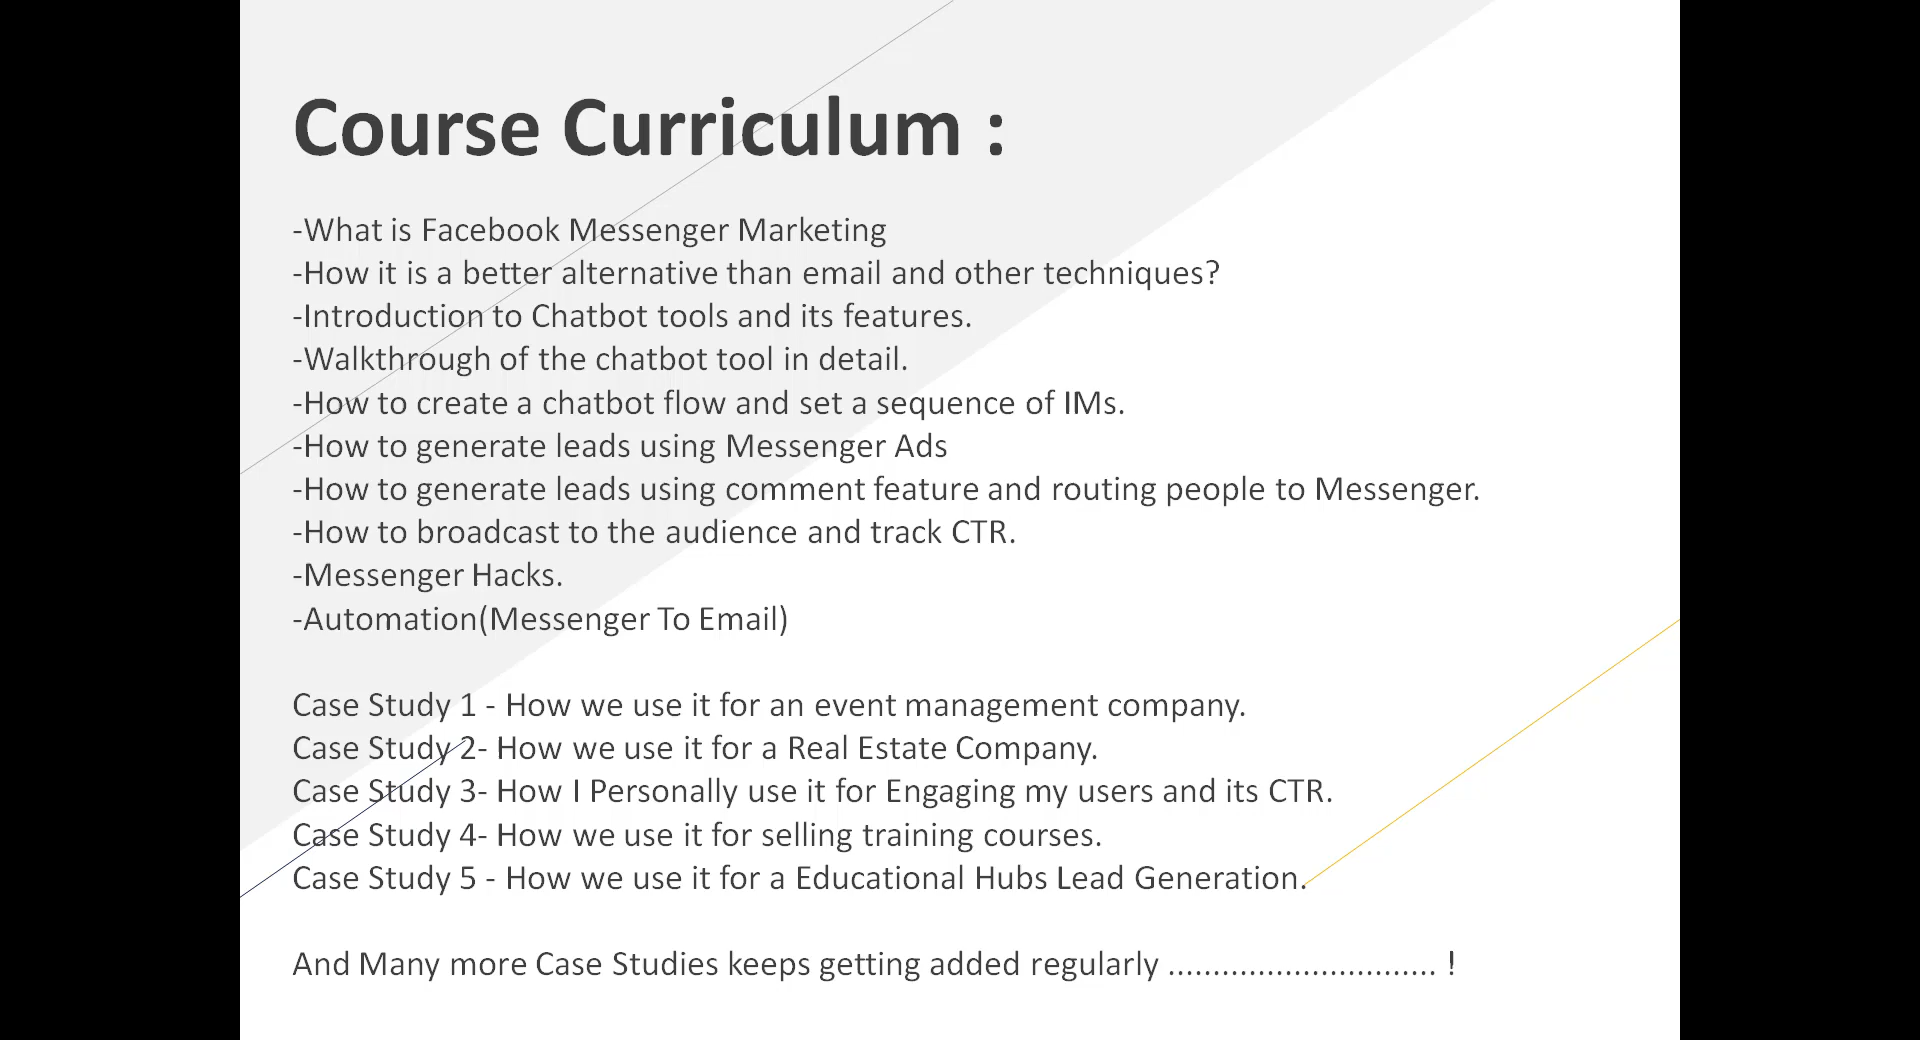 Course Curriculum :
-What is Facebook Messenger Marketing
-How it is a better alternative than email and other techniques?
-Introduction to Chatbot tools and its features.
-Walkthrough of the chatbot tool in detail.
-How to create a chatbot flow and set a sequence of IMs.
-How to generate leads using Messenger Ads
-How to generate leads using comment feature and routing people to Messenger.
-How to broadcast to the audience and track CTR.
-Messenger Hacks.
-Automation(Messenger To Email)
Case Study 1 - How we use it for an event management company.
Case Study 2- How we use it for a Real Estate Company.
Case Study 3- How I Personally use it for Engaging my users and its CTR.
Case Study 4- How we use it for selling training courses.
Case Study 5 - How we use it for a Educational Hubs Lead Generation.
And Many more Case Studies keeps getting added regularly .............................. !